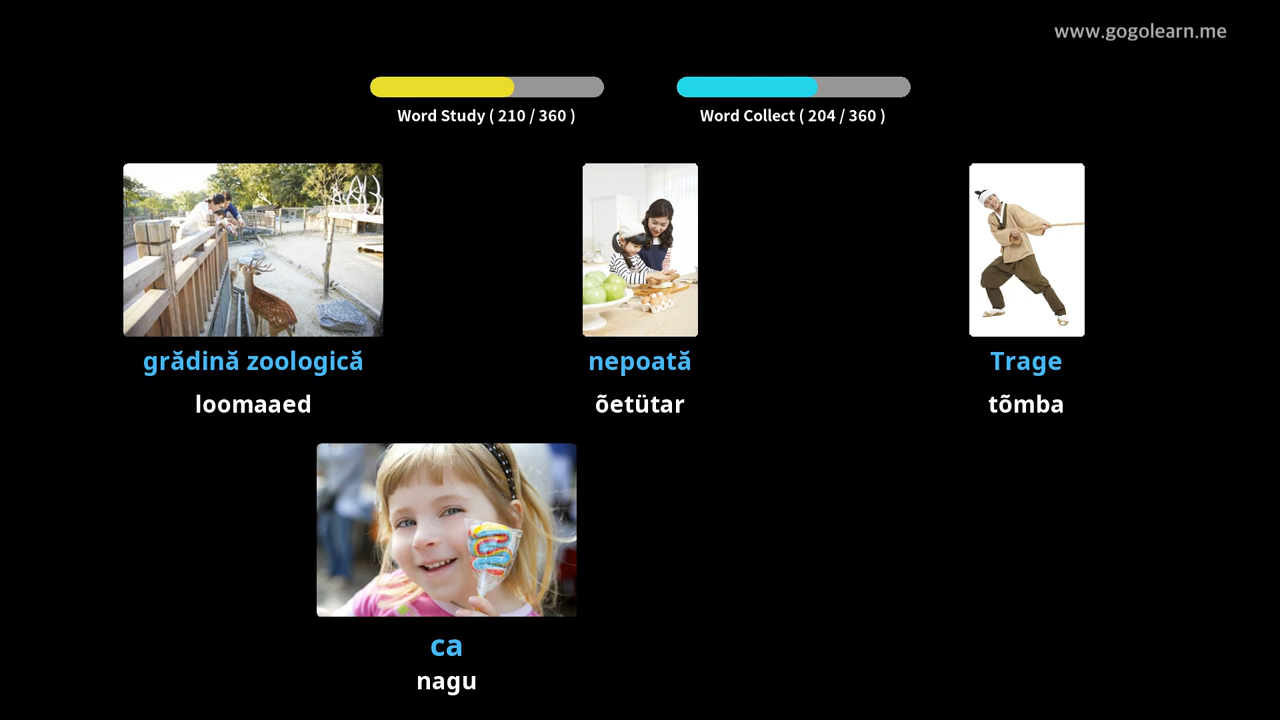 www.gogolearn.me
Word Study ( 210 / 360 )
Word Collect ( 204 / 360 )
grădină zoologică
nepoată
Trage
loomaaed
õetütar
tõmba
ca
nagu